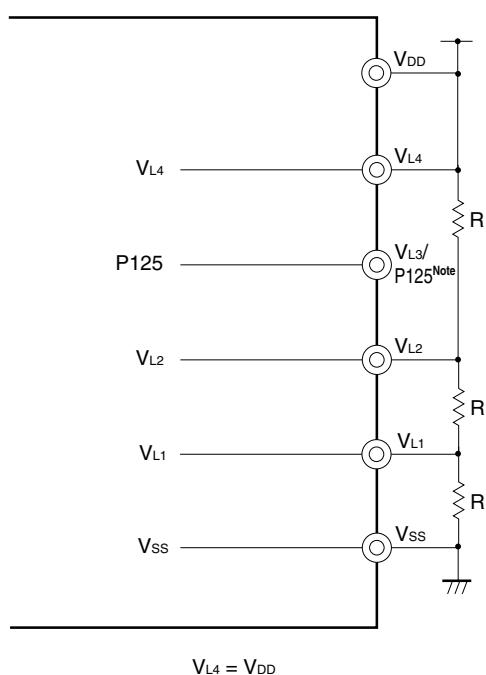 VDD
VL4 VL4
R
P125 VL3/
P125Note
VL2 VL2
R
VL1 VL1
R
VSS VSS
VL4 = VDD